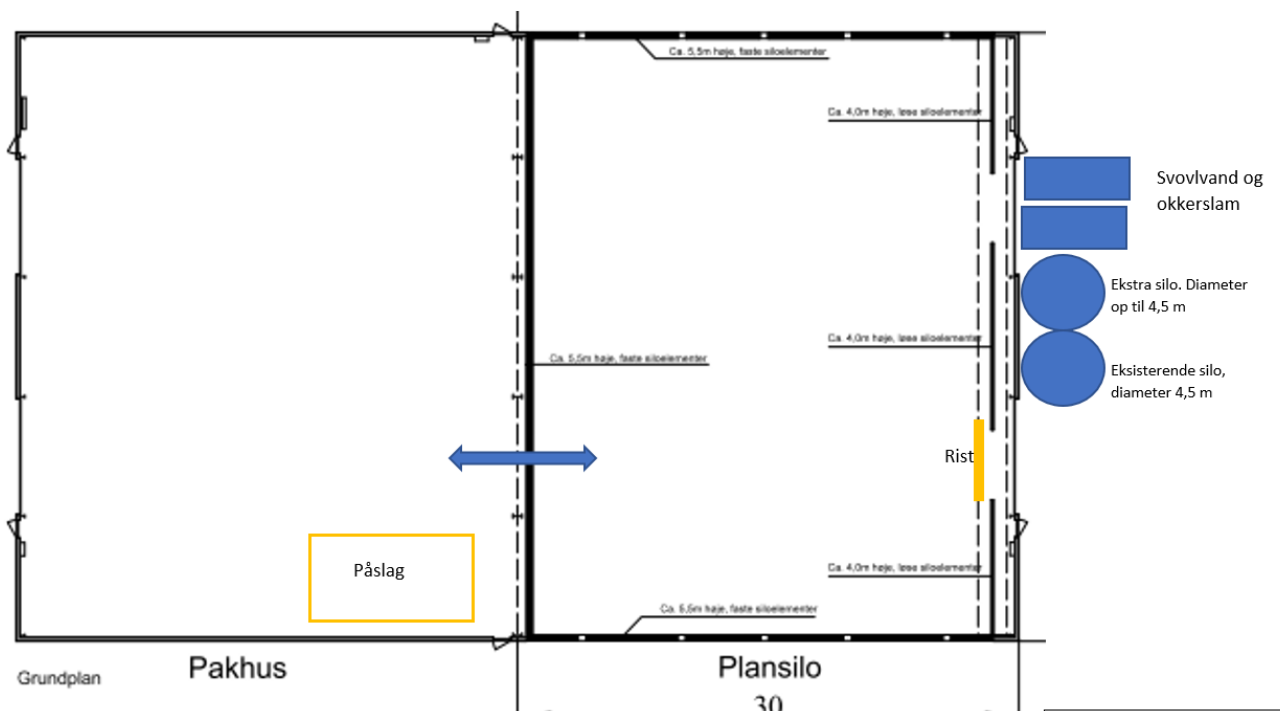 Ca. 5,5m høje, faste siloelementer
Ca. 4,0m høje, løse siloelementer
Svovlvand og
okkerslam
Ekstra silo. Diameter
op til 4,5 m
Ca. 4,0m høje, løse siloelementer
Ca. 5,5m høje, faste siloelementer
Eksisterende silo,
diameter 4,5 m
Rist
Påslag
Ca. 4,0m høje, løse siloelementer
Ca. 5,5m høje, faste siloelementer
Pakhus
Plansilo
Grundplan
30